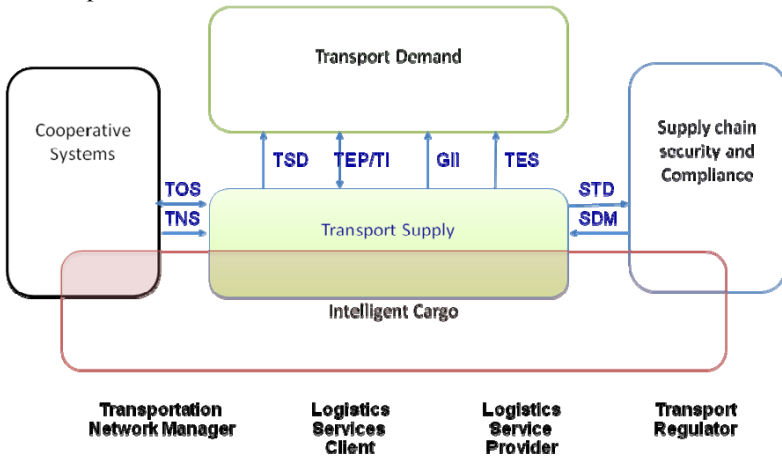 Transport Demand
Cooperative
Systems
Supply chain
security and
Compliance
TSD TEP/TI GII TES
TOS
STD
TNS
Transport Supply
SDM
Intelligent Cargo
Transportation
Network Manager
Logistics
Services
Client
Logistics
Service
Provider
Transport
Regulator